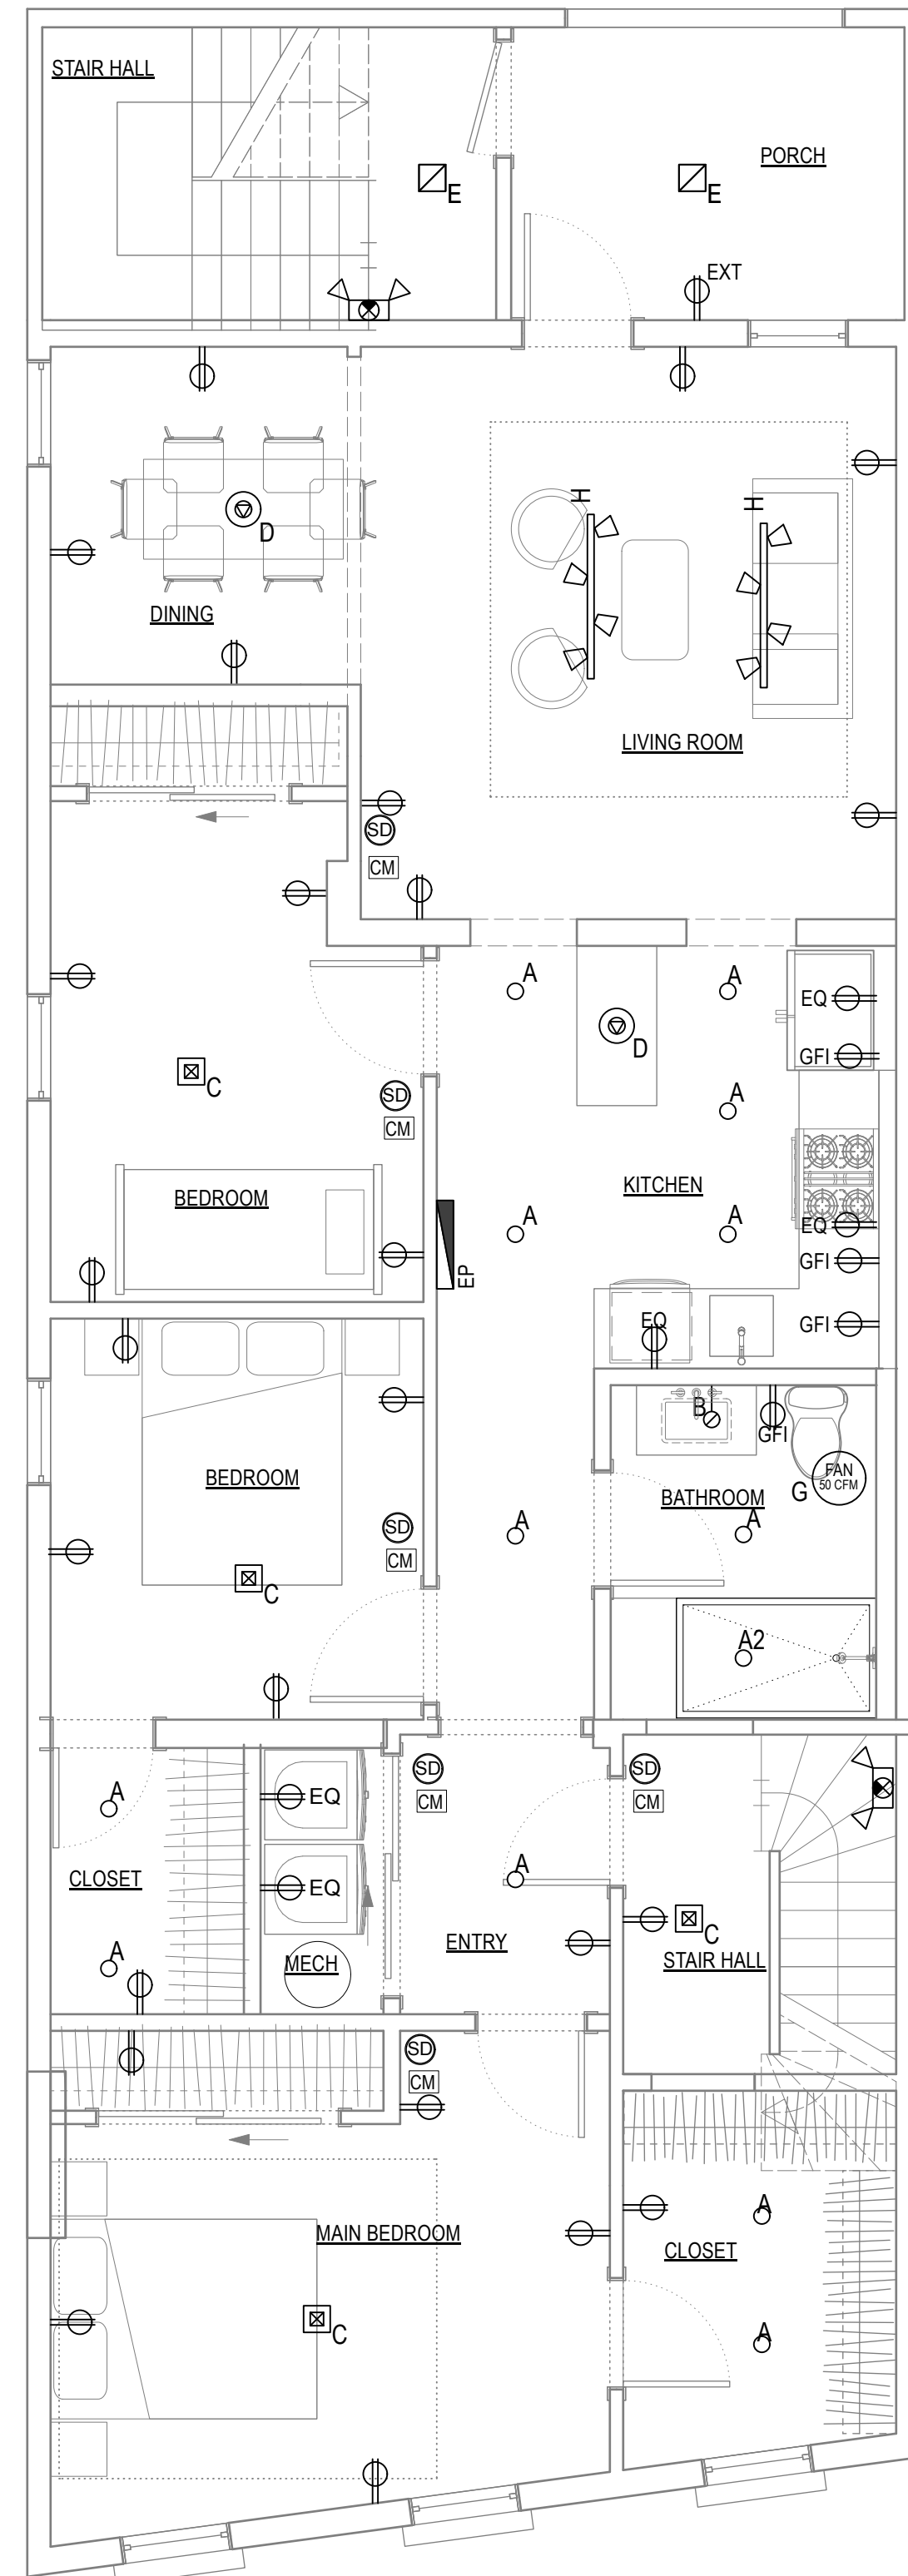 STAIR HALL
PORCH
E
E
EXT
H
H
D
DINING
LIVING ROOM
SD
CM
A
A
EQ
D
GFI
C
SD
A
CM
KITCHEN
BEDROOM
A
A
EQ
GFI
EP
EQ
GFI
B
GFI
BEDROOM
FAN
50 CFM
G
BATHROOM
SD
A
A
CM
C
A2
SD
SD
EQ
CM
CM
A
A
CLOSET
EQ
C
ENTRY
A
STAIR HALL
MECH
SD
CM
A
MAIN BEDROOM
CLOSET
C
A